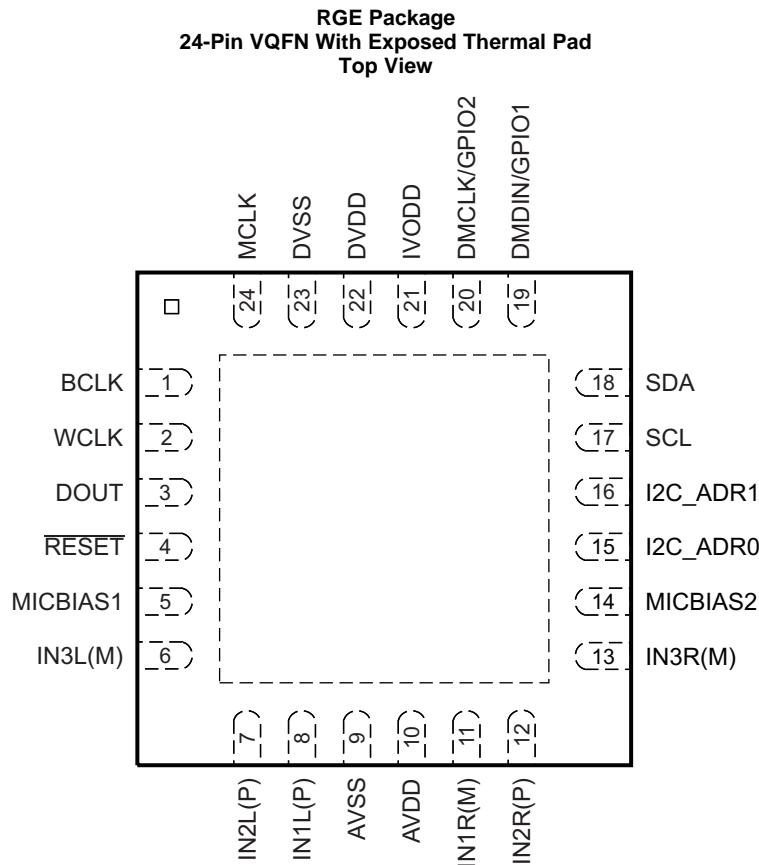 RGE Package
24-Pin VQFN With Exposed Thermal Pad
Top View
MCLK
DVSS
DVDD
IVODD
DMCLK/GPIO2
DMDIN/GPIO1
24
23
22
21
20
19
BCLK 1
WCLK 2
DOUT 3
RESET 4
MICBIAS1 5
IN3L(M) 6
18 SDA
17 SCL
16 I2C_ADR1
15 I2C_ADR0
14 MICBIAS2
13 IN3R(M)
7
8
9
10
11
12
IN2L(P)
IN1L(P)
AVSS
AVDD
IN1R(M)
IN2R(P)